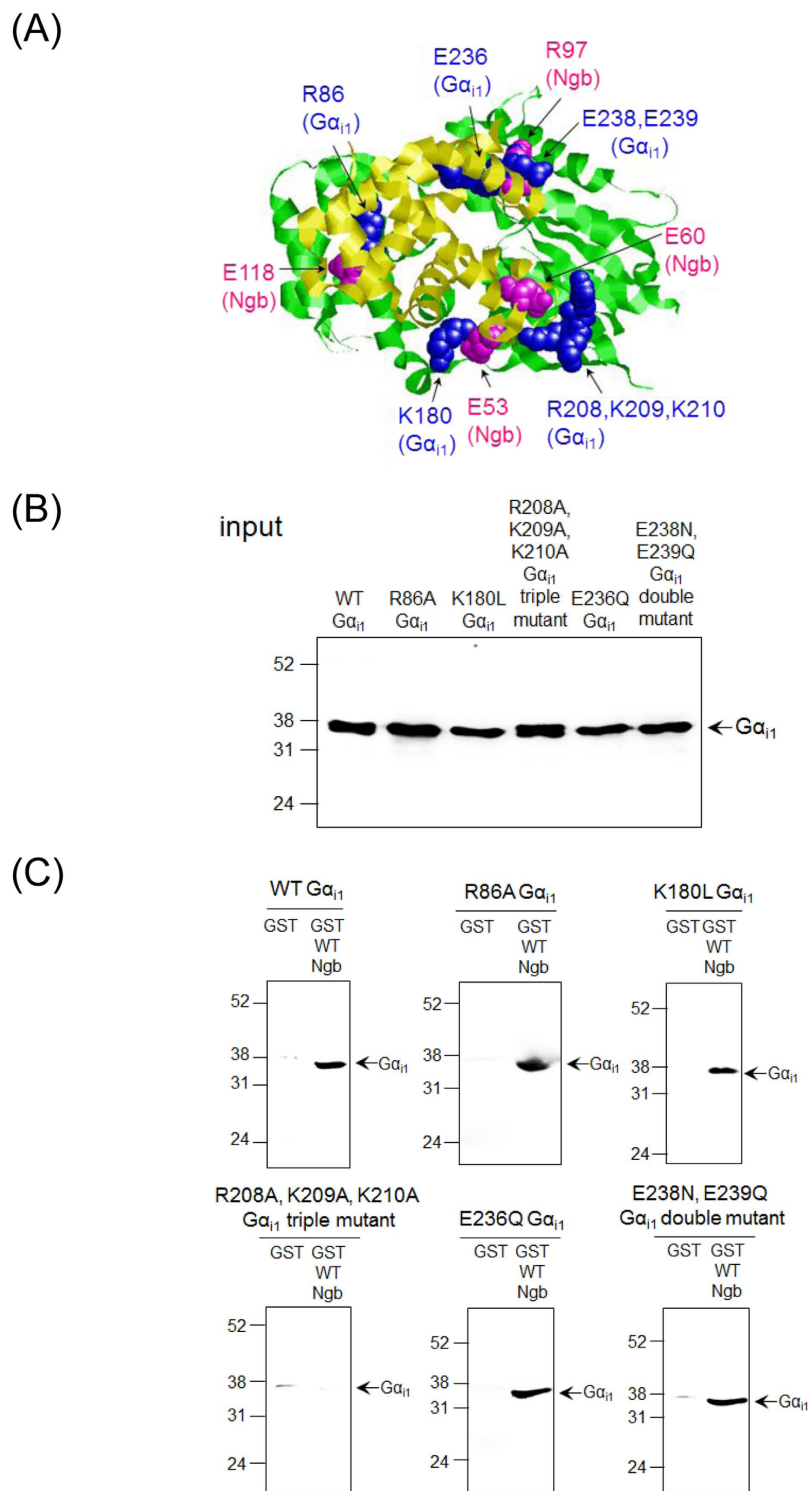 (A)
E236
(Gαi1)
R97
(Ngb)
R86
(Gαi1)
E238,E239
(Gαi1)
E60
(Ngb)
E118
(Ngb)
K180
(Gαi1)
E53
(Ngb)
R208,K209,K210
(Gαi1)
(B)
input
WT
Gαi1
R86A
Gαi1
K180L
Gαi1
R208A,
K209A,
K210A
Gαi1
triple
mutant
E236Q
Gαi1
E238N,
E239Q
Gαi1
double
mutant
52
38
31
24
Gαi1
(C)
WT Gαi1
GST
GST
WT
Ngb
52
38
31
24
Gαi1
R86A Gαi1
GST
GST
WT
Ngb
52
38
31
24
Gαi1
K180L Gαi1
GST
GST
WT
Ngb
52
38
31
24
Gαi1
R208A, K209A, K210A
Gαi1 triple mutant
GST
GST
WT
Ngb
52
38
31
24
Gαi1
E236Q Gαi1
GST
GST
WT
Ngb
52
38
31
24
Gαi1
E238N, E239Q
Gαi1 double mutant
GST
GST
WT
Ngb
52
38
31
24
Gαi1